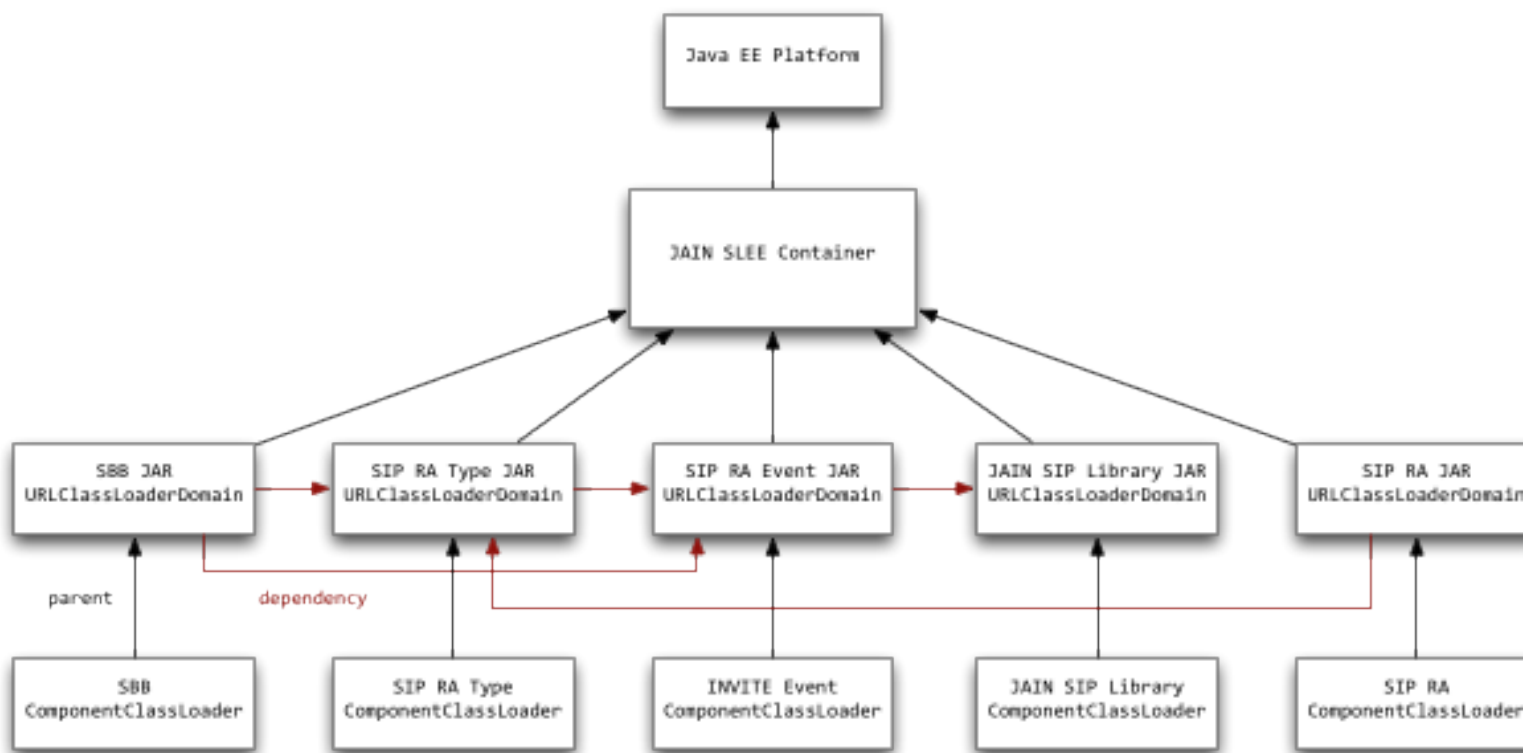 Java EE Platform
JAIN SLEE Container
SBB JAR
URLClassLoaderDomain
SIP RA Type JAR
URLClassLoaderDomain
SIP RA Event JAR
URLClassLoaderDomain
JAIN SIP Library JAR
URLClassLoaderDomain
SIP RA JAR
URLClassLoaderDomain
parent
dependency
SBB
ComponentClassLoader
SIP RA Type
ComponentClassLoader
INVITE Event
ComponentClassLoader
JAIN SIP Library
ComponentClassLoader
SIP RA
ComponentClassLoader